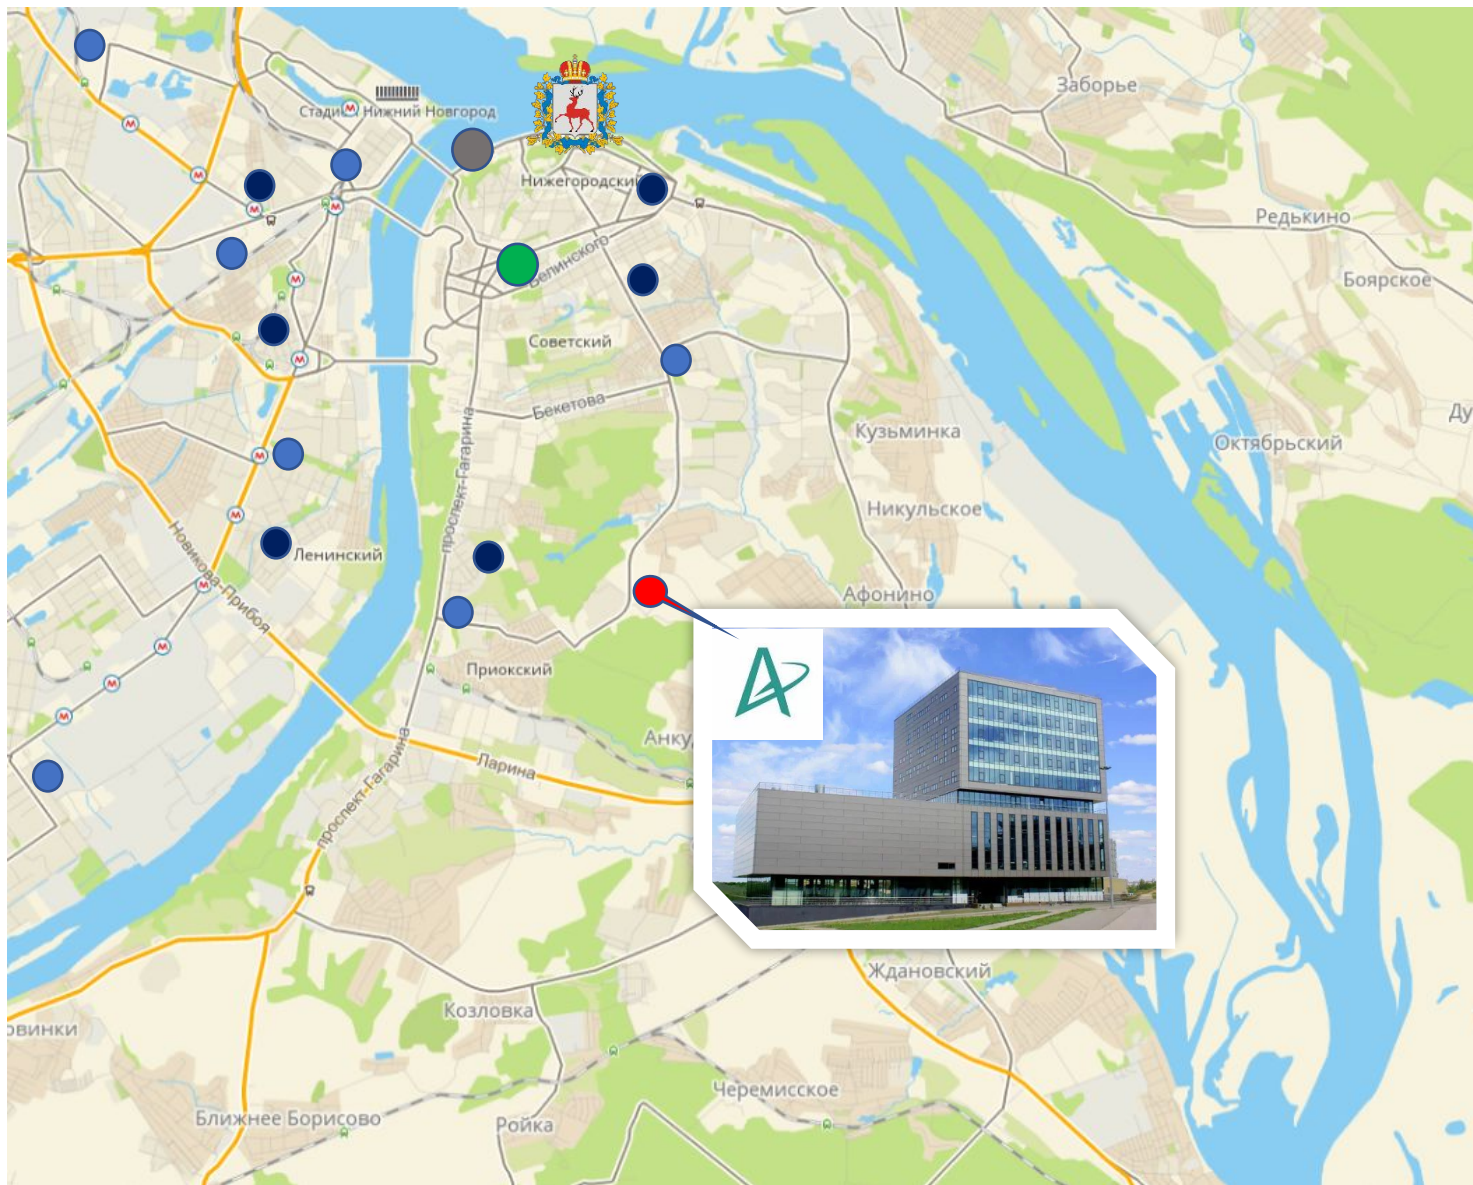 Заборье
Стадион Нижний Новгород
М
М
М
Нижегородский
М
М
Редькино
Белинского
Боярское
М
Советский
М
Бекетова
Ду
Кузьминка
Октябрьский
проспект-Гагарина
М
Никульское
М
Новикова-Прибоя
Ленинский
М
Афонино
М
Приокский
М
М
Анку
Ларина
проспект-Гагарина
Ждановский
Козловка
овинки
Черемисское
Ближнее Борисово
Ройка